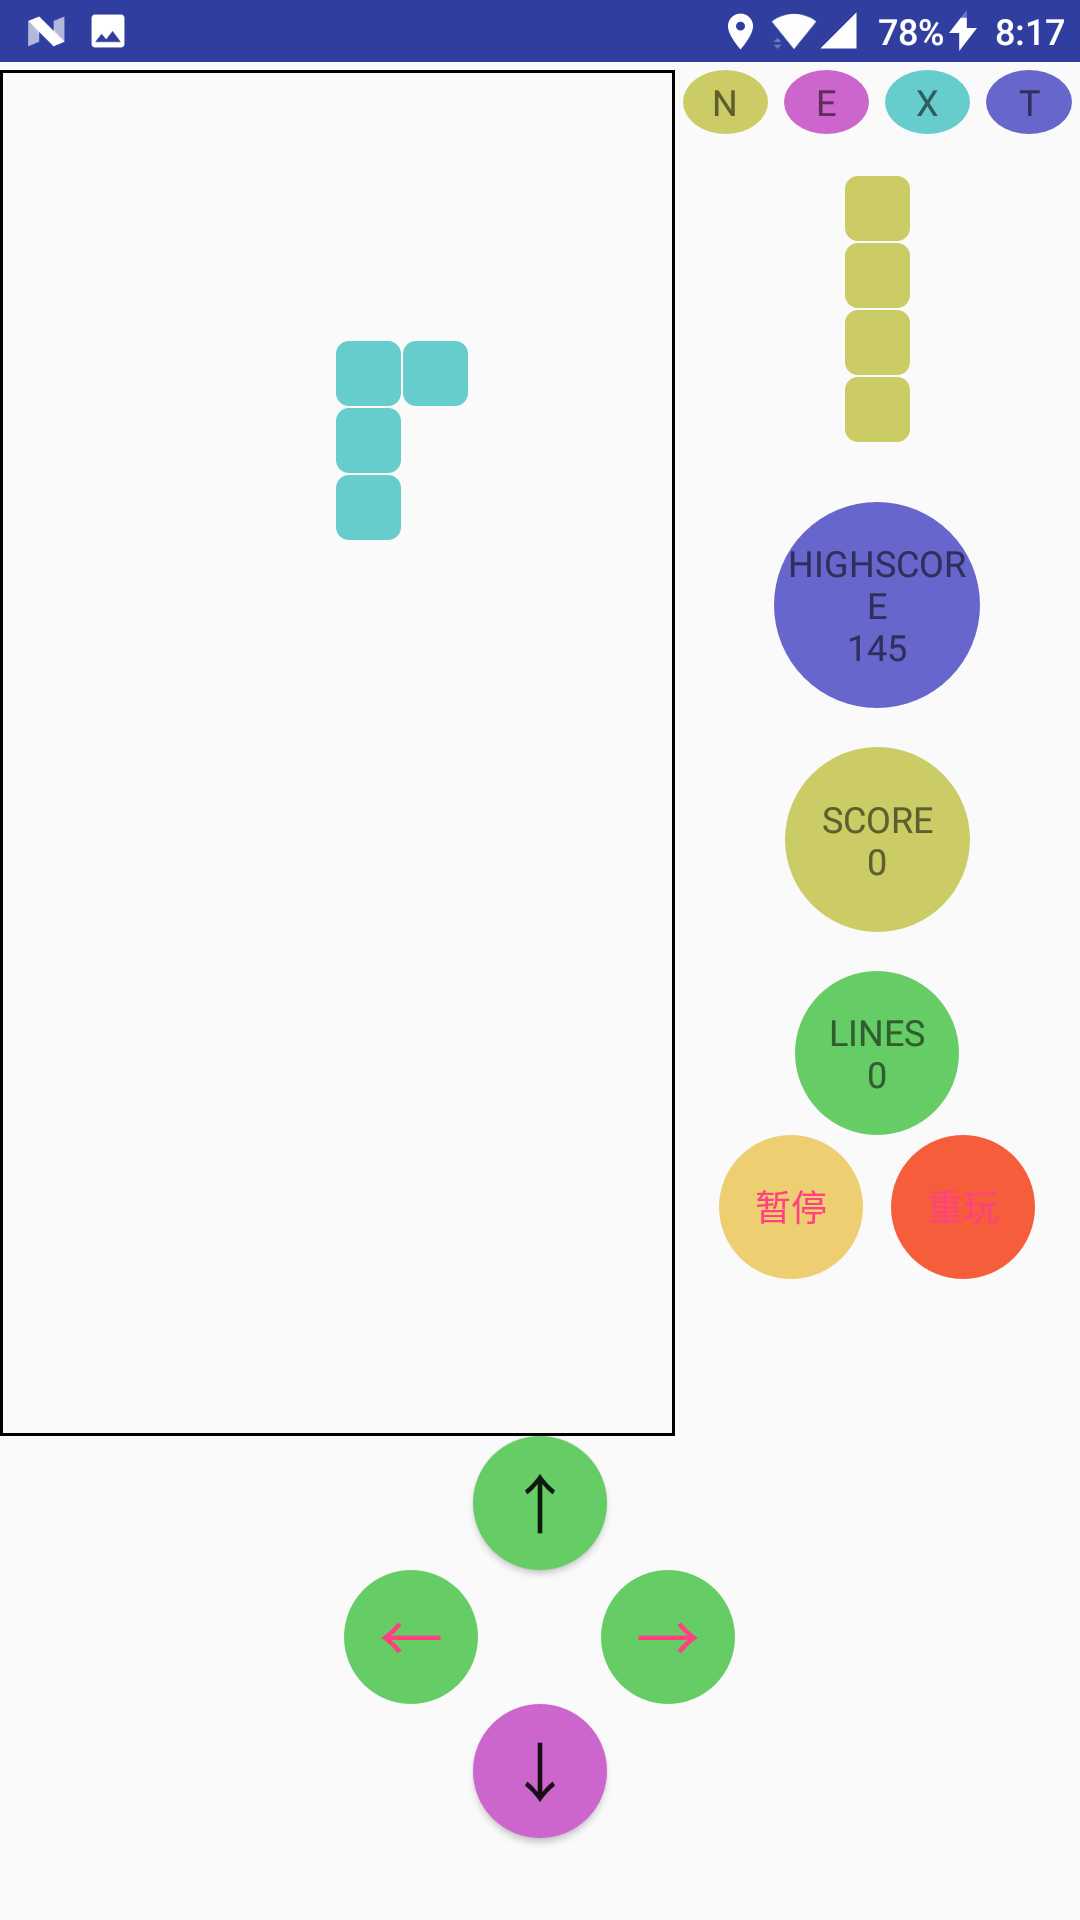 78% 8:17
N E X T
HIGHSCOR
E
145
SCORE
0
LINES
0
暂停 重玩
↑
← →
↓